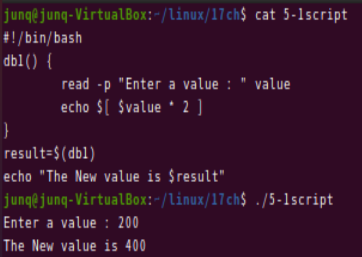 junq@junq-VirtualBox:~/linux/17ch$ cat 5-1script
#!/bin/bash
dbl() {
        read -p "Enter a value : " value
        echo $[ $value * 2 ]
}
result=$(dbl)
echo "The New value is $result"
junq@junq-VirtualBox:~/linux/17ch$ ./5-1script
Enter a value : 200
The New value is 400